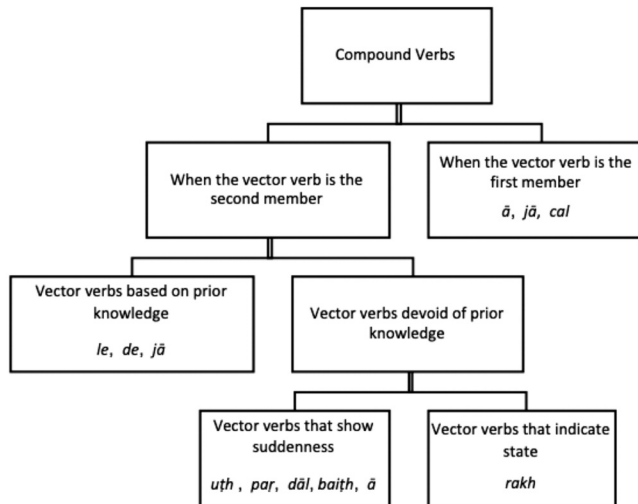 Compound Verbs
When the vector verb is the
second member
When the vector verb is the
first member
ā, jā, cal
Vector verbs based on prior
knowledge
le, de, jā
Vector verbs devoid of prior
knowledge
Vector verbs that show
suddenness
uṭh , paṛ, dāl, baiṭh, ā
Vector verbs that indicate
state
rakh